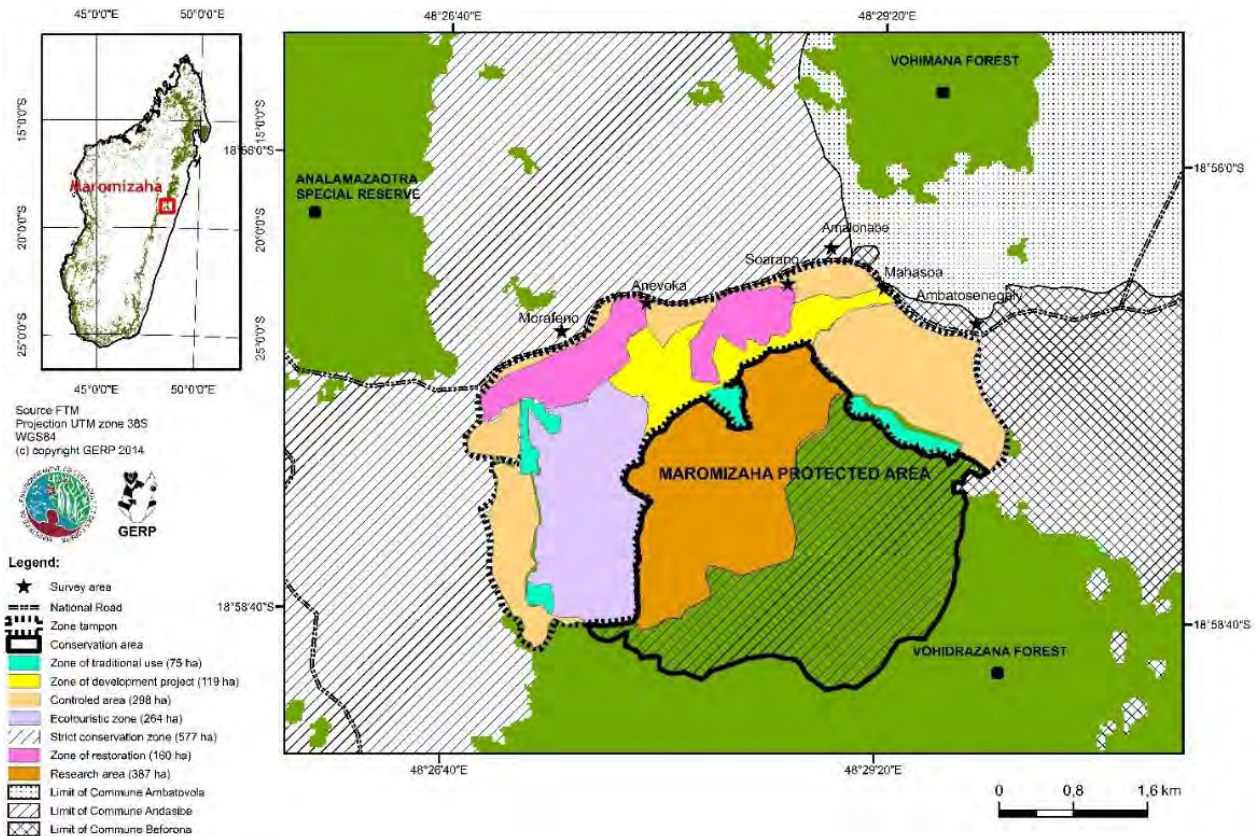 45°0'0"E 50°0'0"E
48°26'40"E 48°29'20"E
15°0'0"S
20°0'0"S
25°0'0"S
Maromizaha
45°0'0"E 50°0'0"E
18°56'0"S
18°56'0"S
VOHIMANA FOREST
ANALAMAZAOTRA
SPECIAL RESERVE
Amalonabe
Soarano
Mahasoa
Anevoka
Ambatosenegaly
Morafeno
MAROMIZAHA PROTECTED AREA
VOHIDRAZANA FOREST
Source FTM
Projection UTM zone 38S
WGS84
(c) copyright GERP 2014
GERP
Legend:
Survey area
National Road
Zone tampon
Conservation area
Zone of traditional use (75 ha)
Zone of development project (119 ha)
Controled area (298 ha)
Ecotouristic zone (264 ha)
Strict conservation zone (577 ha)
Zone of restoration (160 ha)
Research area (387 ha)
Limit of Commune Ambatovola
Limit of Commune Andasibe
Limit of Commune Beforona
18°58'40"S
18°58'40"S
48°26'40"E 48°29'20"E
0 0,8 1,6 km